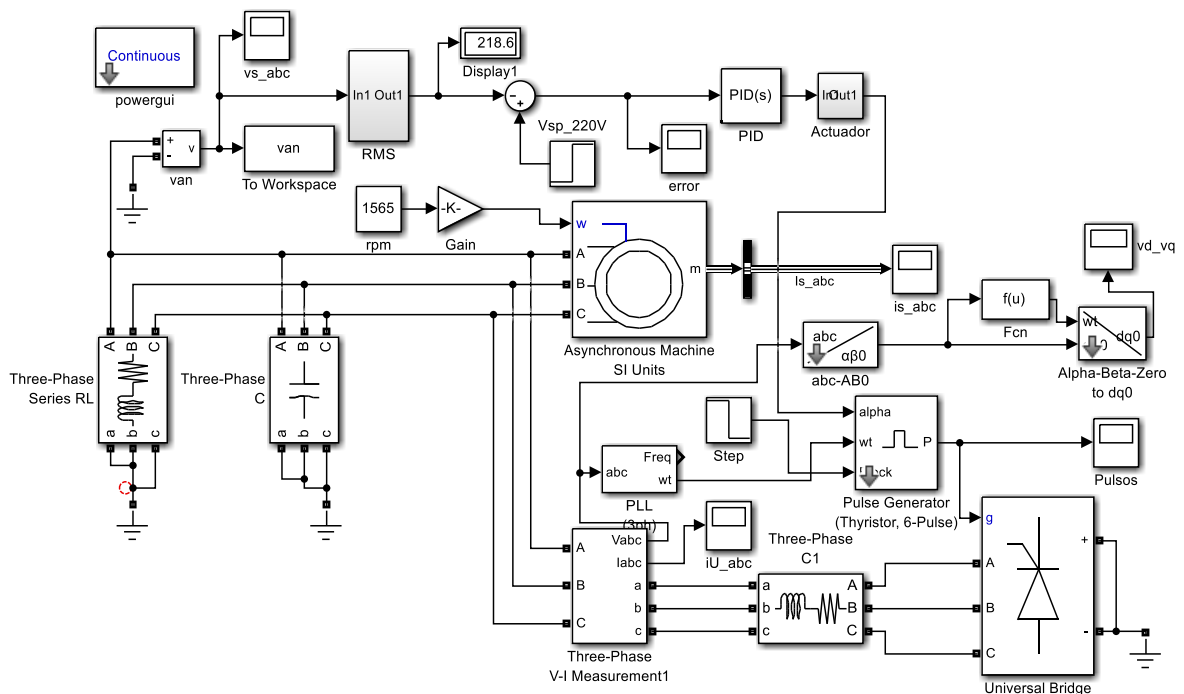 Continuous
powergui
vs_abc
218.6
Display1
In1 Out1
RMS
- +
Vsp_220V
PID(s)
PID
Out1
Actuador
error
+ -
v
van
van
To Workspace
1565
rpm
-K-
Gain
w
A
B
C
m
Asynchronous Machine
SI Units
Is_abc
is_abc
vd_vq
f(u)
Fcn
abc
αβ0
abc-AB0
wt
dq0
Alpha-Beta-Zero
to dq0
A B C
Three-Phase
Series RL
a b c
A B C
Three-Phase
C
a b c
Step
alpha
wt
P
ck
Pulse Generator
(Thyristor, 6-Pulse)
Pulsos
Freq
abc
wt
PLL
(3ph)
iU_abc
A
B
C
Vabc
Iabc
a
b
c
Three-Phase
V-I Measurement1
Three-Phase
C1
a A
b B
c C
g
A
B
C
+
-
Universal Bridge